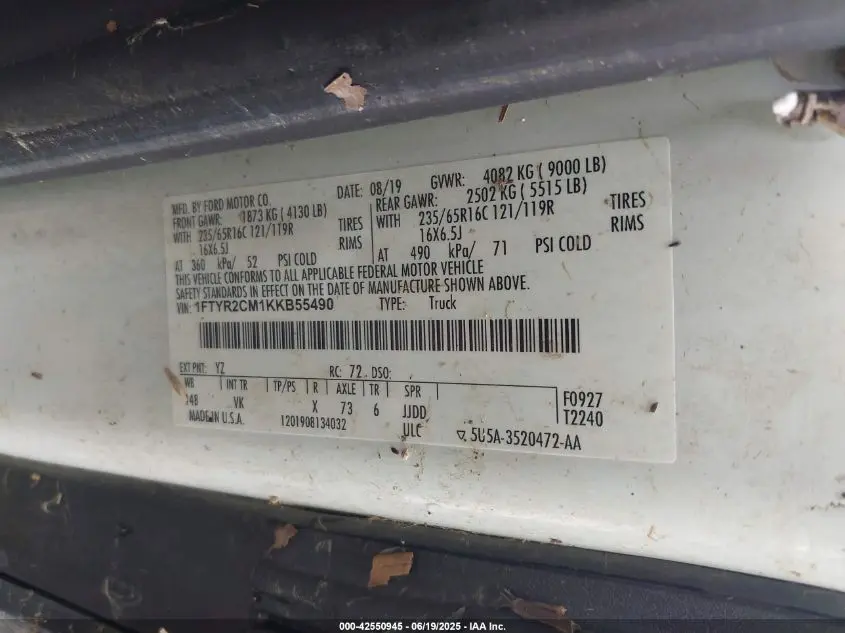 MFD. BY FORD MOTOR CO. DATE: 08/19 GVWR: 4082 KG ( 9000 LB)
FRONT GAWR: 1873 KG ( 4130 LB) REAR GAWR: 2502 KG ( 5515 LB)
WITH 235/65R16C 121/119R TIRES WITH 235/65R16C 121/119R TIRES
16X6.5J RIMS 16X6.5J RIMS
AT 360 kPa/ 52 PSI COLD AT 490 kPa/ 71 PSI COLD
THIS VEHICLE CONFORMS TO ALL APPLICABLE FEDERAL MOTOR VEHICLE
SAFETY STANDARDS IN EFFECT ON THE DATE OF MANUFACTURE SHOWN ABOVE.
VIN: 1FTYR2CM1KKB55490 TYPE: Truck
EXT PNT: YZ RC: 72 DSO:
WB INT TR TP/PS R AXLE TR SPR F0927
148 VK X 73 6 JJDD T2240
MADE IN U.S.A. 1201908134032 ULC 5U5A-3520472-AA
000-42550945 - 06/19/2025 - IAA Inc.